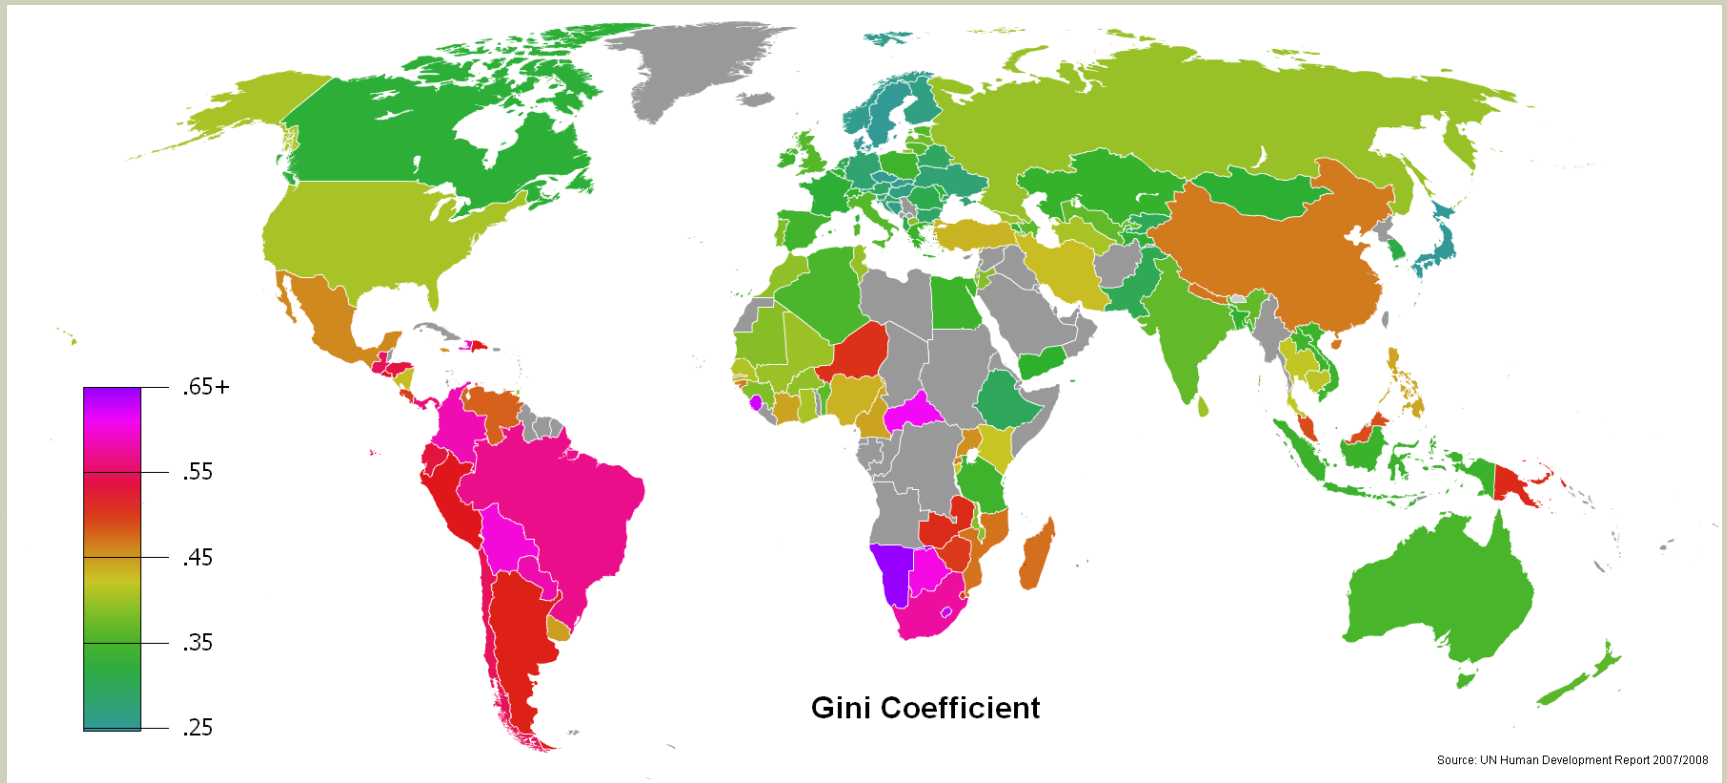 .65+
.55
.45
.35
.25
Gini Coefficient
Source: UN Human Development Report 2007/2008